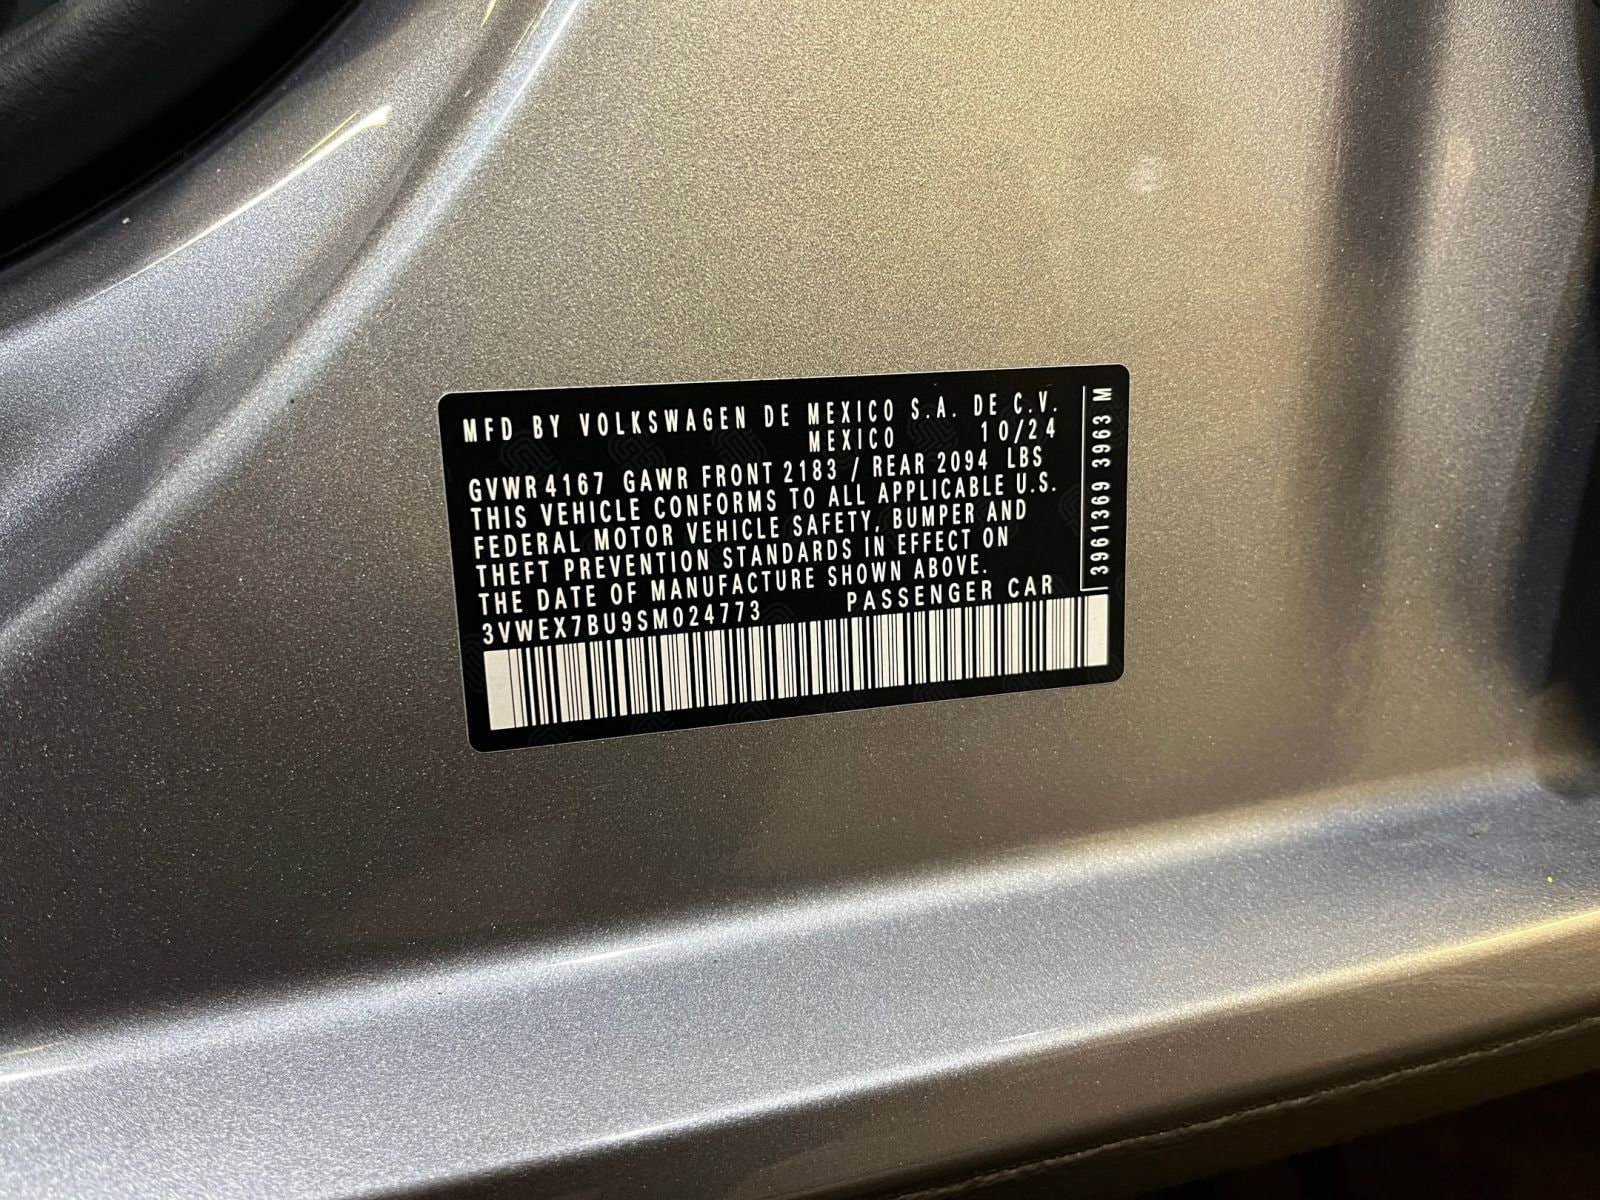 MFD BY VOLKSWAGEN DE MEXICO S.A. DE C.V.
MEXICO 10/24
GVWR 4167 GAWR FRONT 2183 / REAR 2094 LBS
THIS VEHICLE CONFORMS TO ALL APPLICABLE U.S.
FEDERAL MOTOR VEHICLE SAFETY, BUMPER AND
THEFT PREVENTION STANDARDS IN EFFECT ON
THE DATE OF MANUFACTURE SHOWN ABOVE.
3VWEX7BU9SM024773 PASSENGER CAR
3961369 3963 M